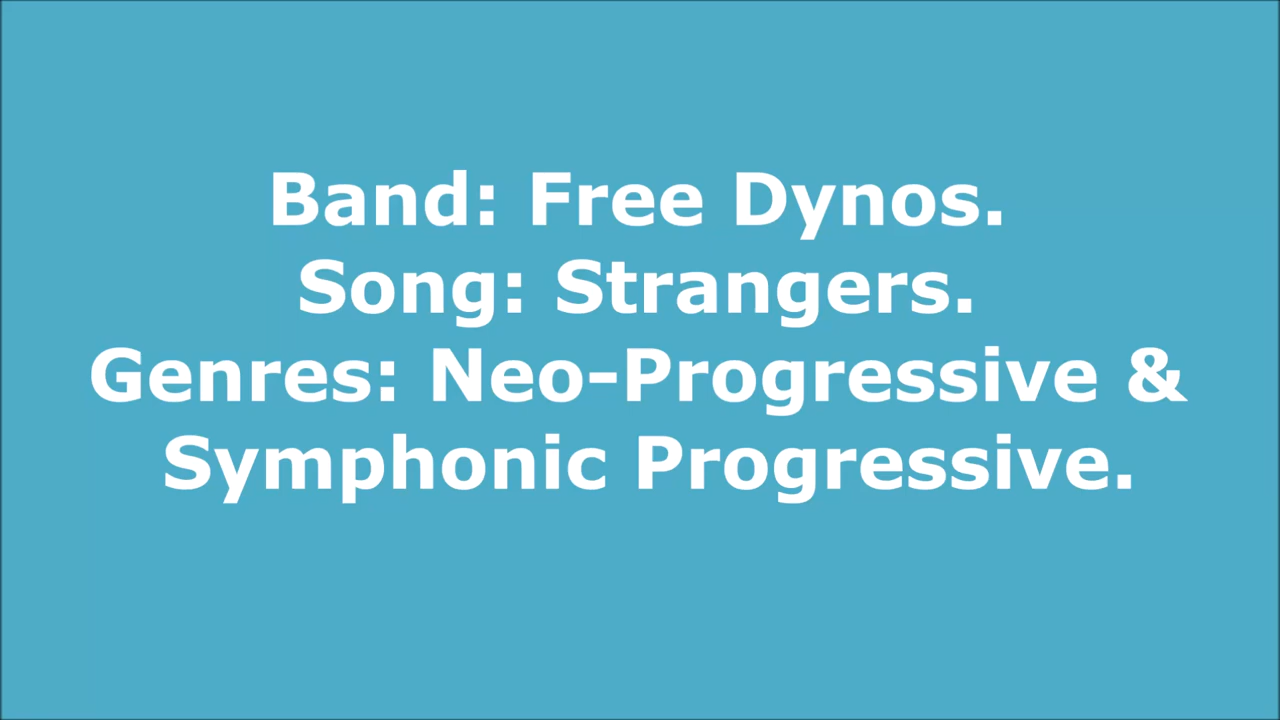 Band: Free Dynos.
Song: Strangers.
Genres: Neo-Progressive &
Symphonic Progressive.